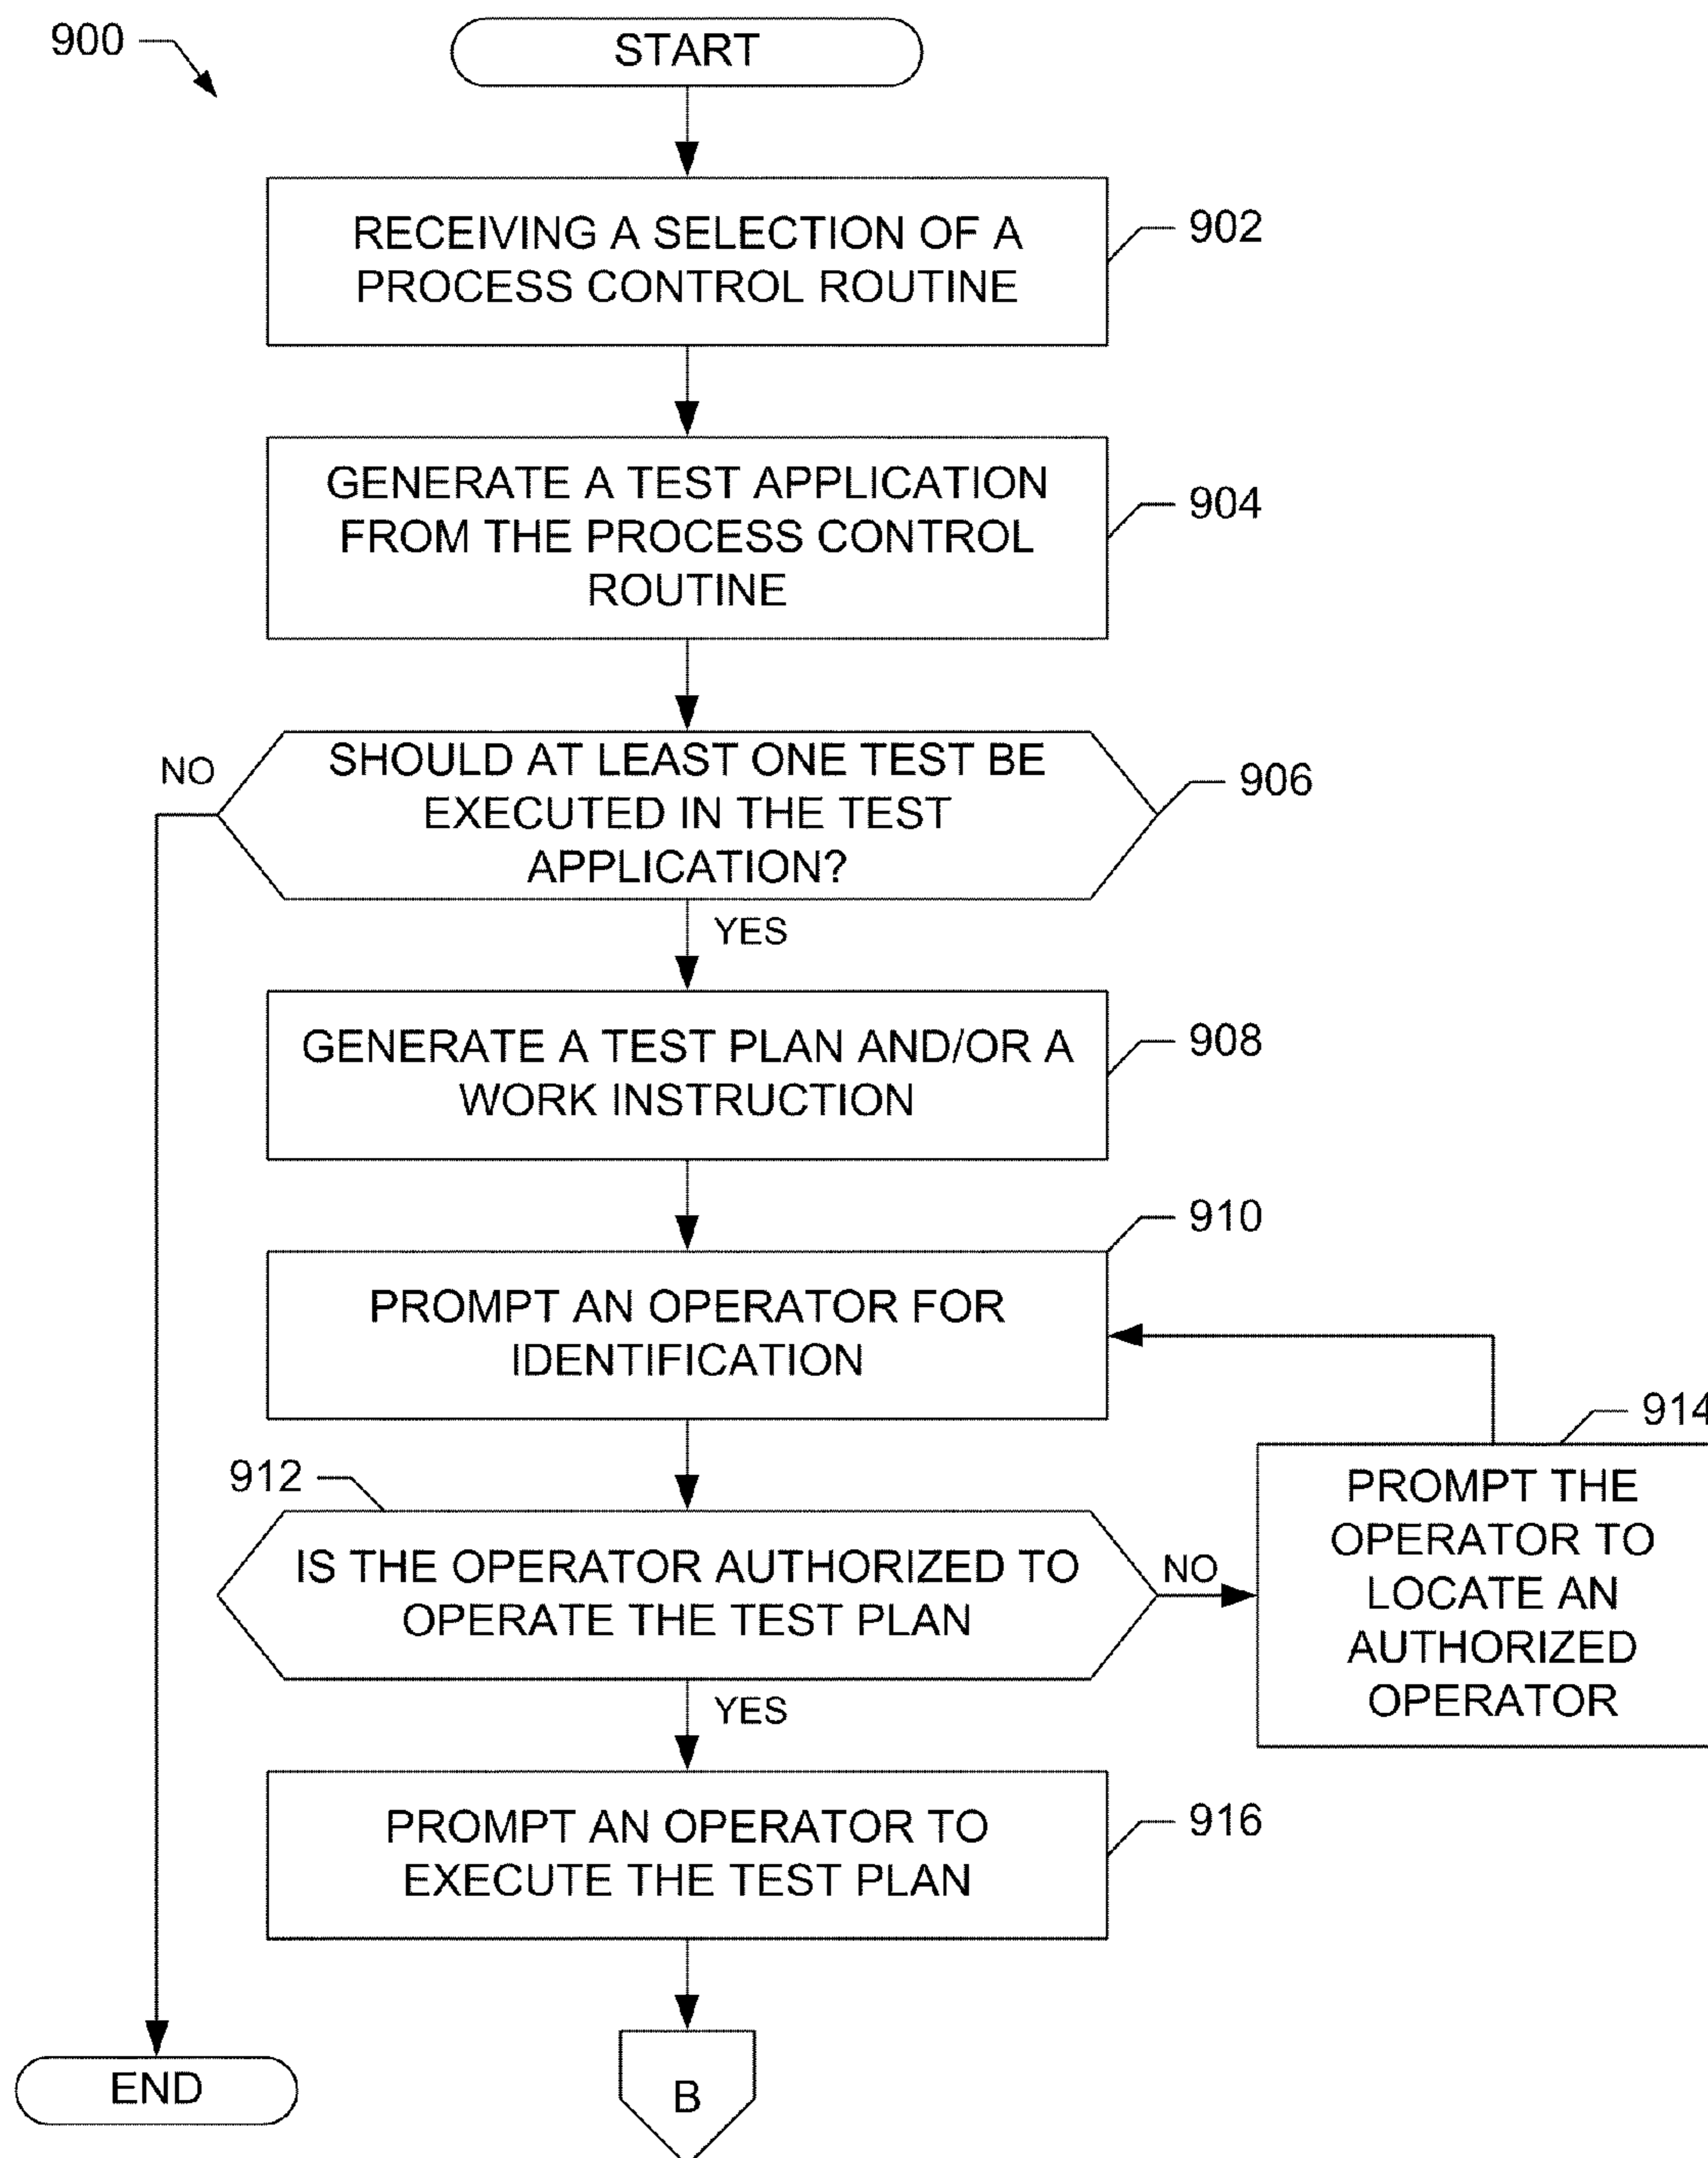 900
START
RECEIVING A SELECTION OF A
PROCESS CONTROL ROUTINE
902
GENERATE A TEST APPLICATION
FROM THE PROCESS CONTROL
ROUTINE
904
NO
SHOULD AT LEAST ONE TEST BE
EXECUTED IN THE TEST
APPLICATION?
906
YES
GENERATE A TEST PLAN AND/OR A
WORK INSTRUCTION
908
910
PROMPT AN OPERATOR FOR
IDENTIFICATION
912
IS THE OPERATOR AUTHORIZED TO
OPERATE THE TEST PLAN
NO
914
PROMPT THE
OPERATOR TO
LOCATE AN
AUTHORIZED
OPERATOR
YES
PROMPT AN OPERATOR TO
EXECUTE THE TEST PLAN
916
END
B